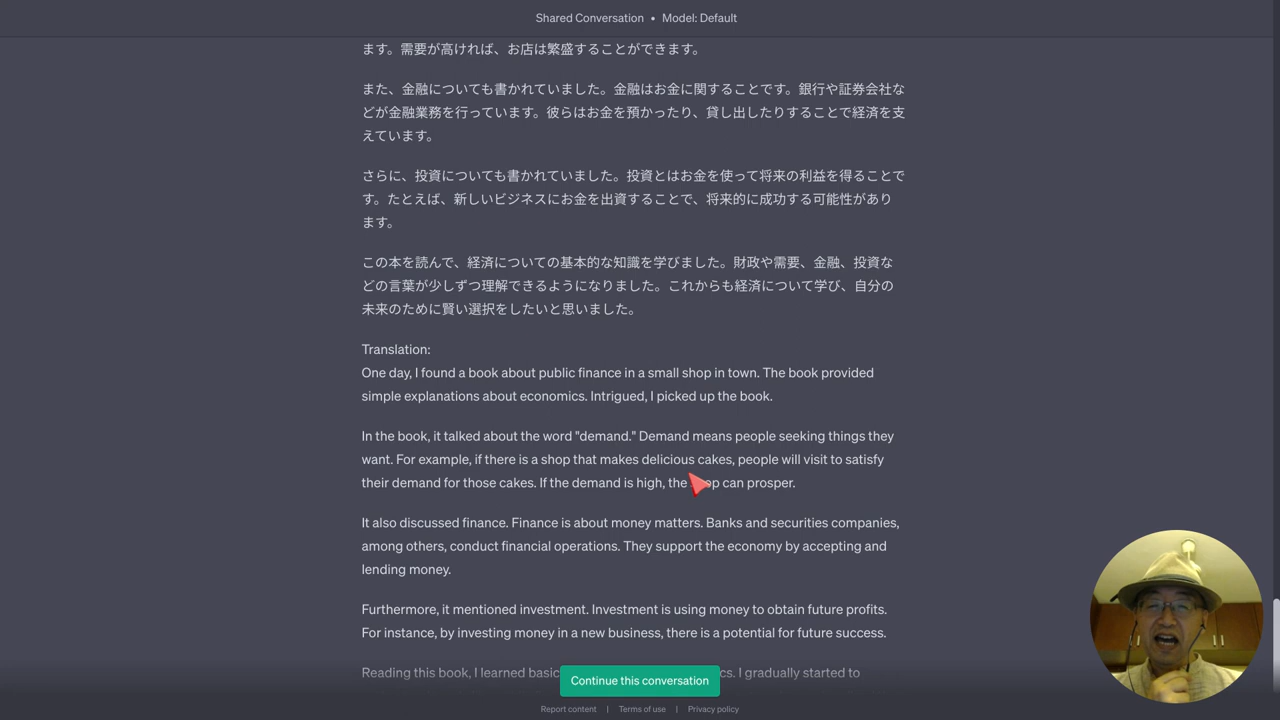 Shared Conversation • Model: Default
ます。需要が高ければ、お店は繁盛することができます。
また、金融についても書かれていました。金融はお金に関することです。銀行や証券会社な
どが金融業務を行っています。彼らはお金を預かったり、貸し出したりすることで経済を支
えています。
さらに、投資についても書かれていました。投資とはお金を使って将来の利益を得ることで
す。たとえば、新しいビジネスにお金を出資することで、将来的に成功する可能性があり
ます。
この本を読んで、経済についての基本的な知識を学びました。財政や需要、金融、投資な
どの言葉が少しずつ理解できるようになりました。これからも経済について学び、自分の
未来のために賢い選択をしたいと思いました。
Translation:
One day, I found a book about public finance in a small shop in town. The book provided
simple explanations about economics. Intrigued, I picked up the book.
In the book, it talked about the word "demand." Demand means people seeking things they
want. For example, if there is a shop that makes delicious cakes, people will visit to satisfy
their demand for those cakes. If the demand is high, the can prosper.
It also discussed finance. Finance is about money matters. Banks and securities companies,
among others, conduct financial operations. They support the economy by accepting and
lending money.
Furthermore, it mentioned investment. Investment is using money to obtain future profits.
For instance, by investing money in a new business, there is a potential for future success.
Reading this book, I learned I gradually started to
Continue this conversation
Report content | Terms of use | Privacy policy